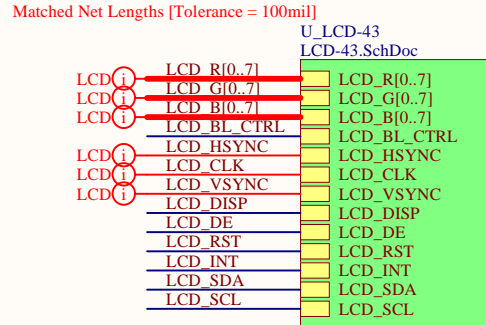 Matched Net Lengths [Tolerance = 100mil]
U_LCD-43
LCD-43.SchDoc
LCD i LCD_R[0..7] LCD_R[0..7]
LCD i LCD_G[0..7] LCD_G[0..7]
LCD i LCD_B[0..7] LCD_B[0..7]
LCD_BL_CTRL LCD_BL_CTRL
LCD i LCD_HSYNC LCD_HSYNC
LCD i LCD_CLK LCD_CLK
LCD i LCD_VSYNC LCD_VSYNC
LCD_DISP LCD_DISP
LCD_DE LCD_DE
LCD_RST LCD_RST
LCD_INT LCD_INT
LCD_SDA LCD_SDA
LCD_SCL LCD_SCL